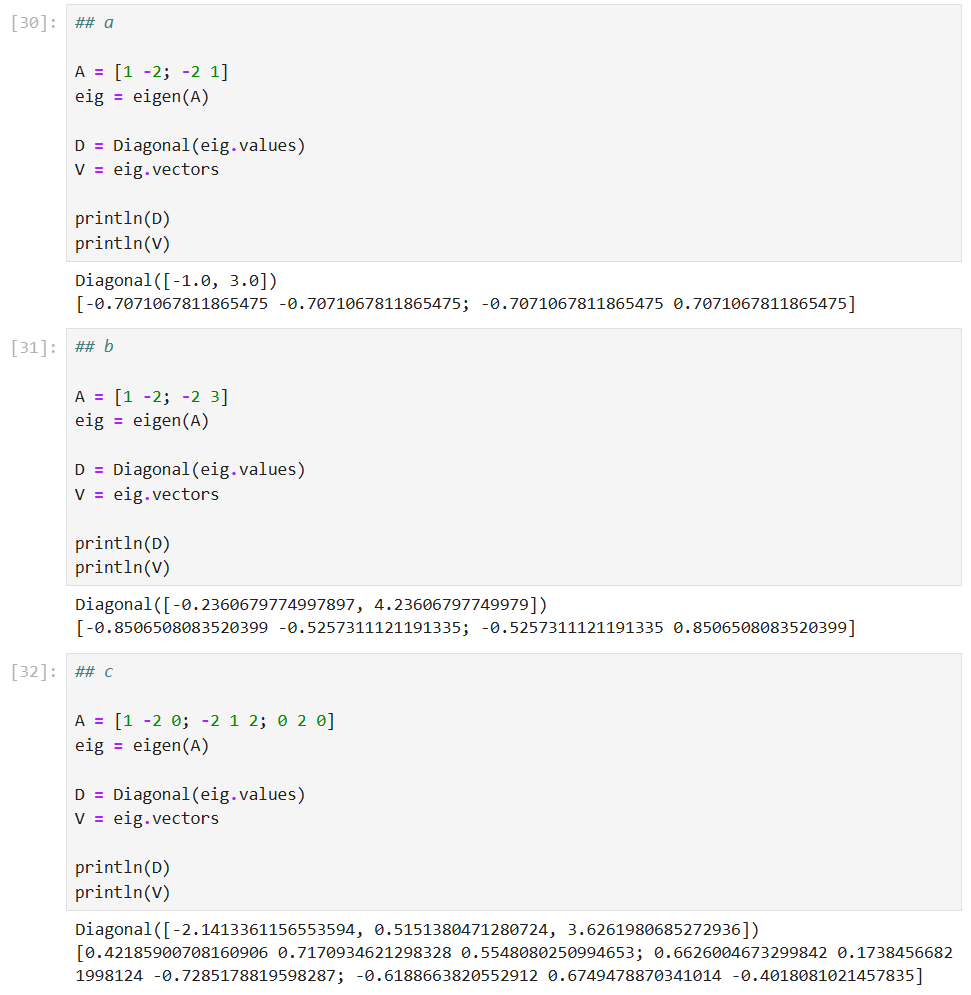 [30]: ## a
A = [1 -2; -2 1]
eig = eigen(A)
D = Diagonal(eig.values)
V = eig.vectors
println(D)
println(V)
Diagonal([-1.0, 3.0])
[-0.7071067811865475 -0.7071067811865475; -0.7071067811865475 0.7071067811865475]
[31]: ## b
A = [1 -2; -2 3]
eig = eigen(A)
D = Diagonal(eig.values)
V = eig.vectors
println(D)
println(V)
Diagonal([-0.2360679774997897, 4.23606797749979])
[-0.8506508083520399 -0.5257311121191335; -0.5257311121191335 0.8506508083520399]
[32]: ## c
A = [1 -2 0; -2 1 2; 0 2 0]
eig = eigen(A)
D = Diagonal(eig.values)
V = eig.vectors
println(D)
println(V)
Diagonal([-2.1413361156553594, 0.5151380471280724, 3.6261980685272936])
[0.42185900708160906 0.7170934621298328 0.5548080250994653; 0.6626004673299842 0.1738456682
1998124 -0.7285178819598287; -0.6188663820552912 0.6749478870341014 -0.4018081021457835]